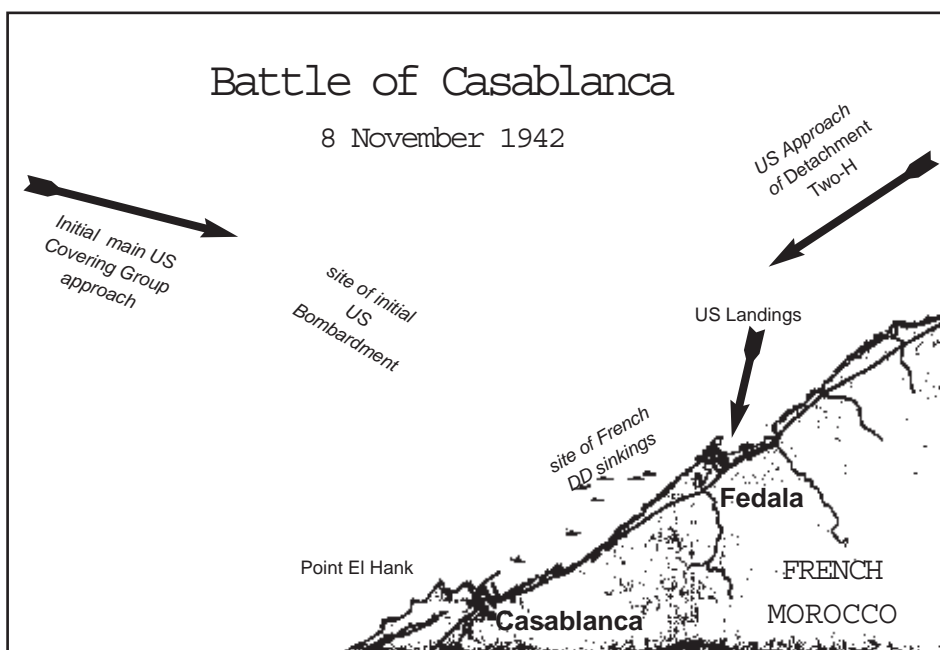 Battle of Casablanca
8 November 1942
US Approach
of Detachment
Two-H
Initial main US
Covering Group
approach
site of initial
US
Bombardment
US Landings
site of French
DD sinkings
Fedala
Point El Hank
Casablanca
FRENCH
MOROCCO